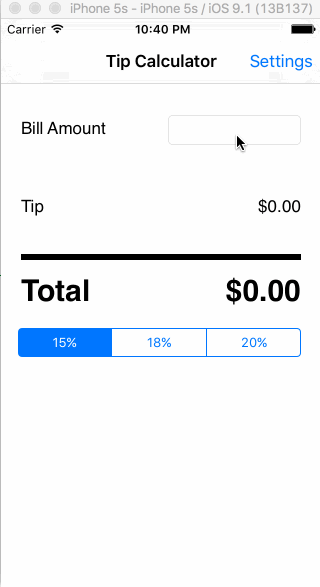 iPhone 5s - iPhone 5s / iOS 9.1 (13B137)
Carrier 10:40 PM
Tip Calculator Settings
Bill Amount
Tip $0.00
Total $0.00
15% 18% 20%